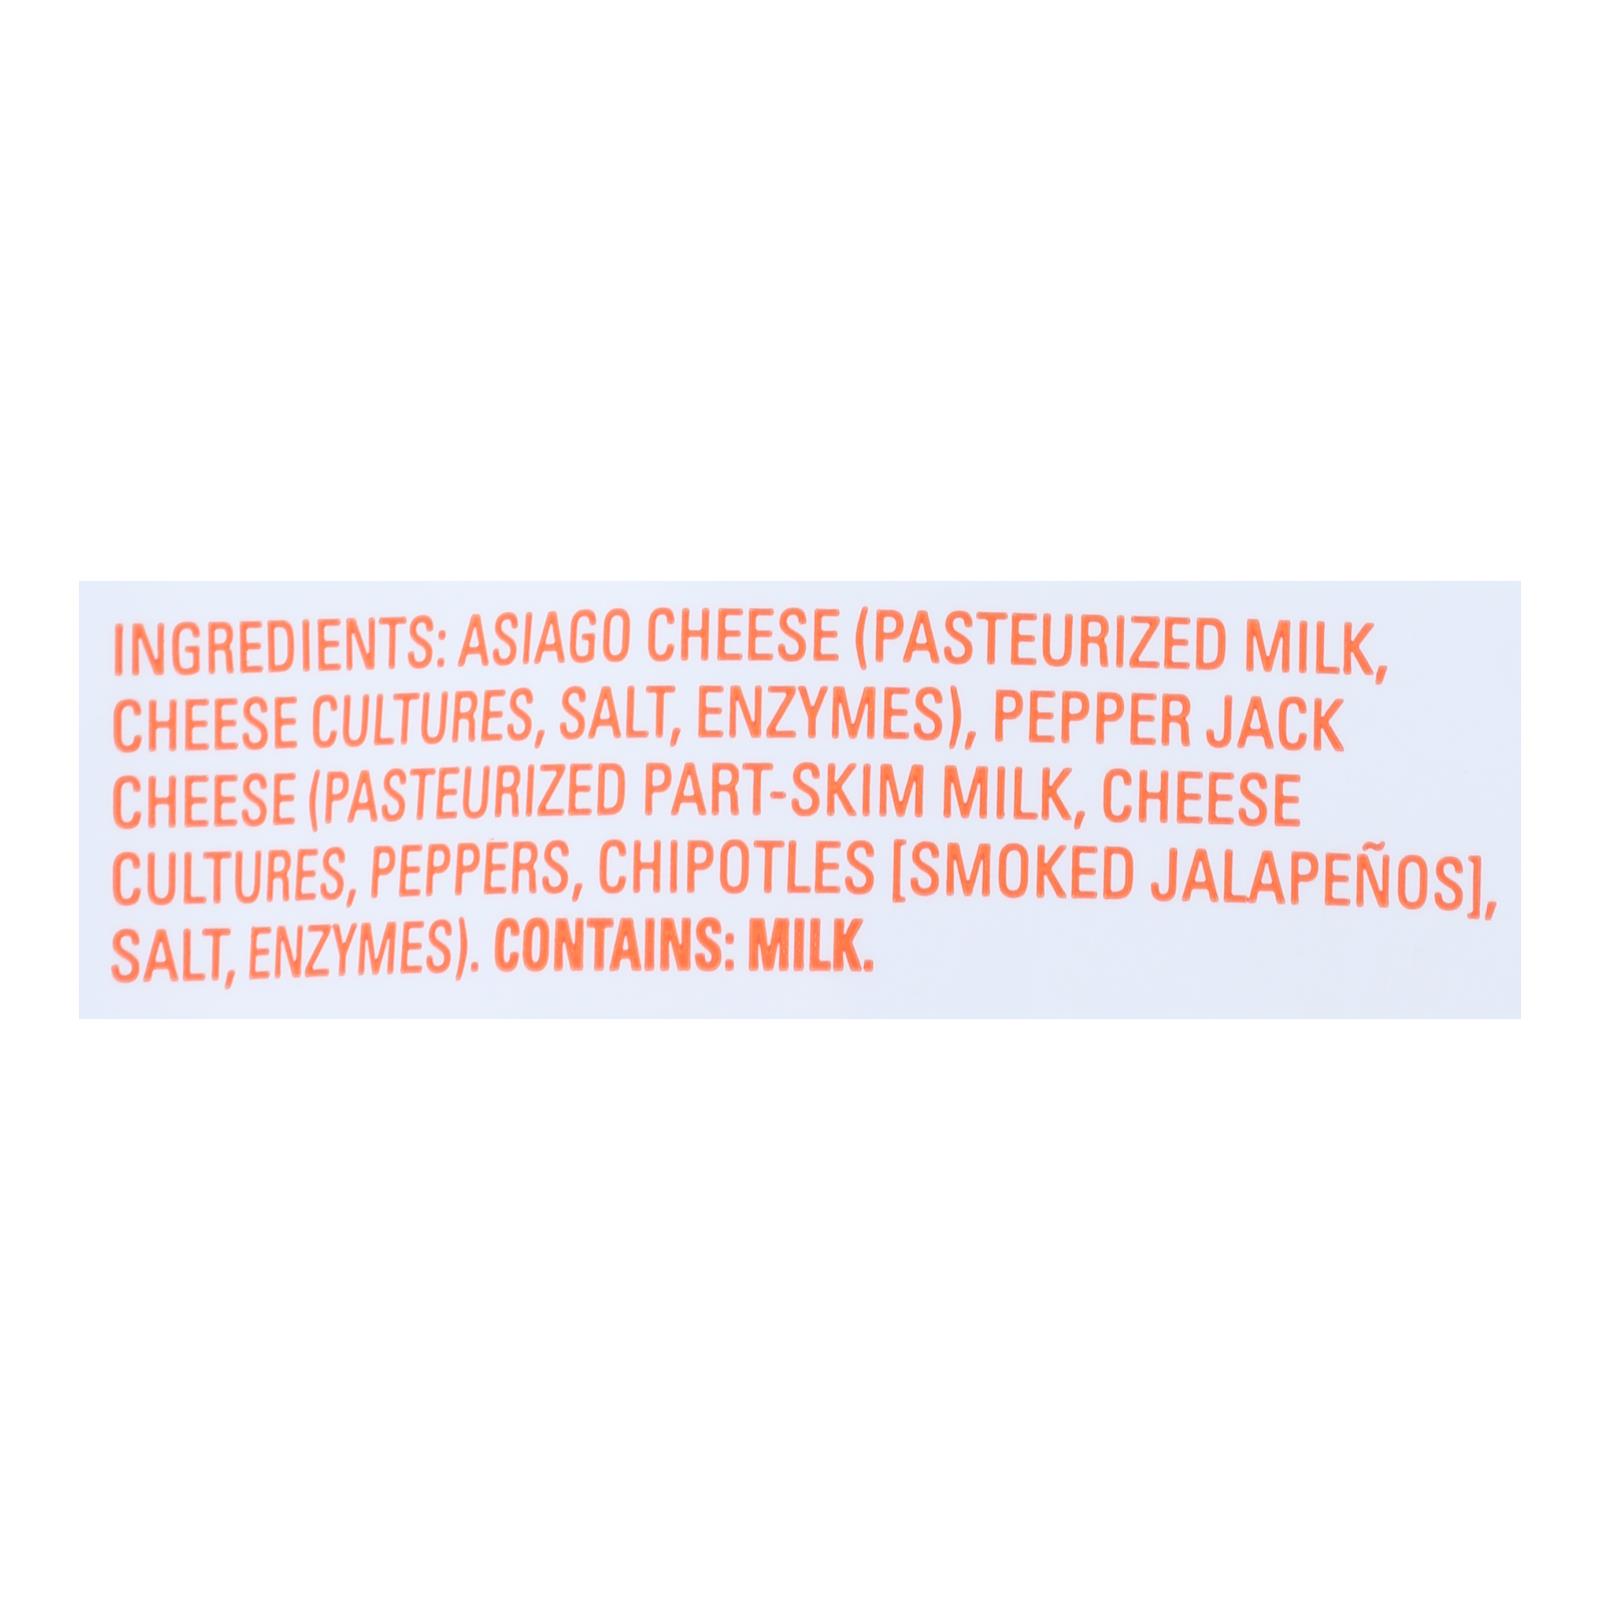 INGREDIENTS: ASIAGO CHEESE (PASTEURIZED MILK,
CHEESE CULTURES, SALT, ENZYMES), PEPPER JACK
CHEESE (PASTEURIZED PART-SKIM MILK, CHEESE
CULTURES, PEPPERS, CHIPOTLES [SMOKED JALAPEÑOS],
SALT, ENZYMES). CONTAINS: MILK.